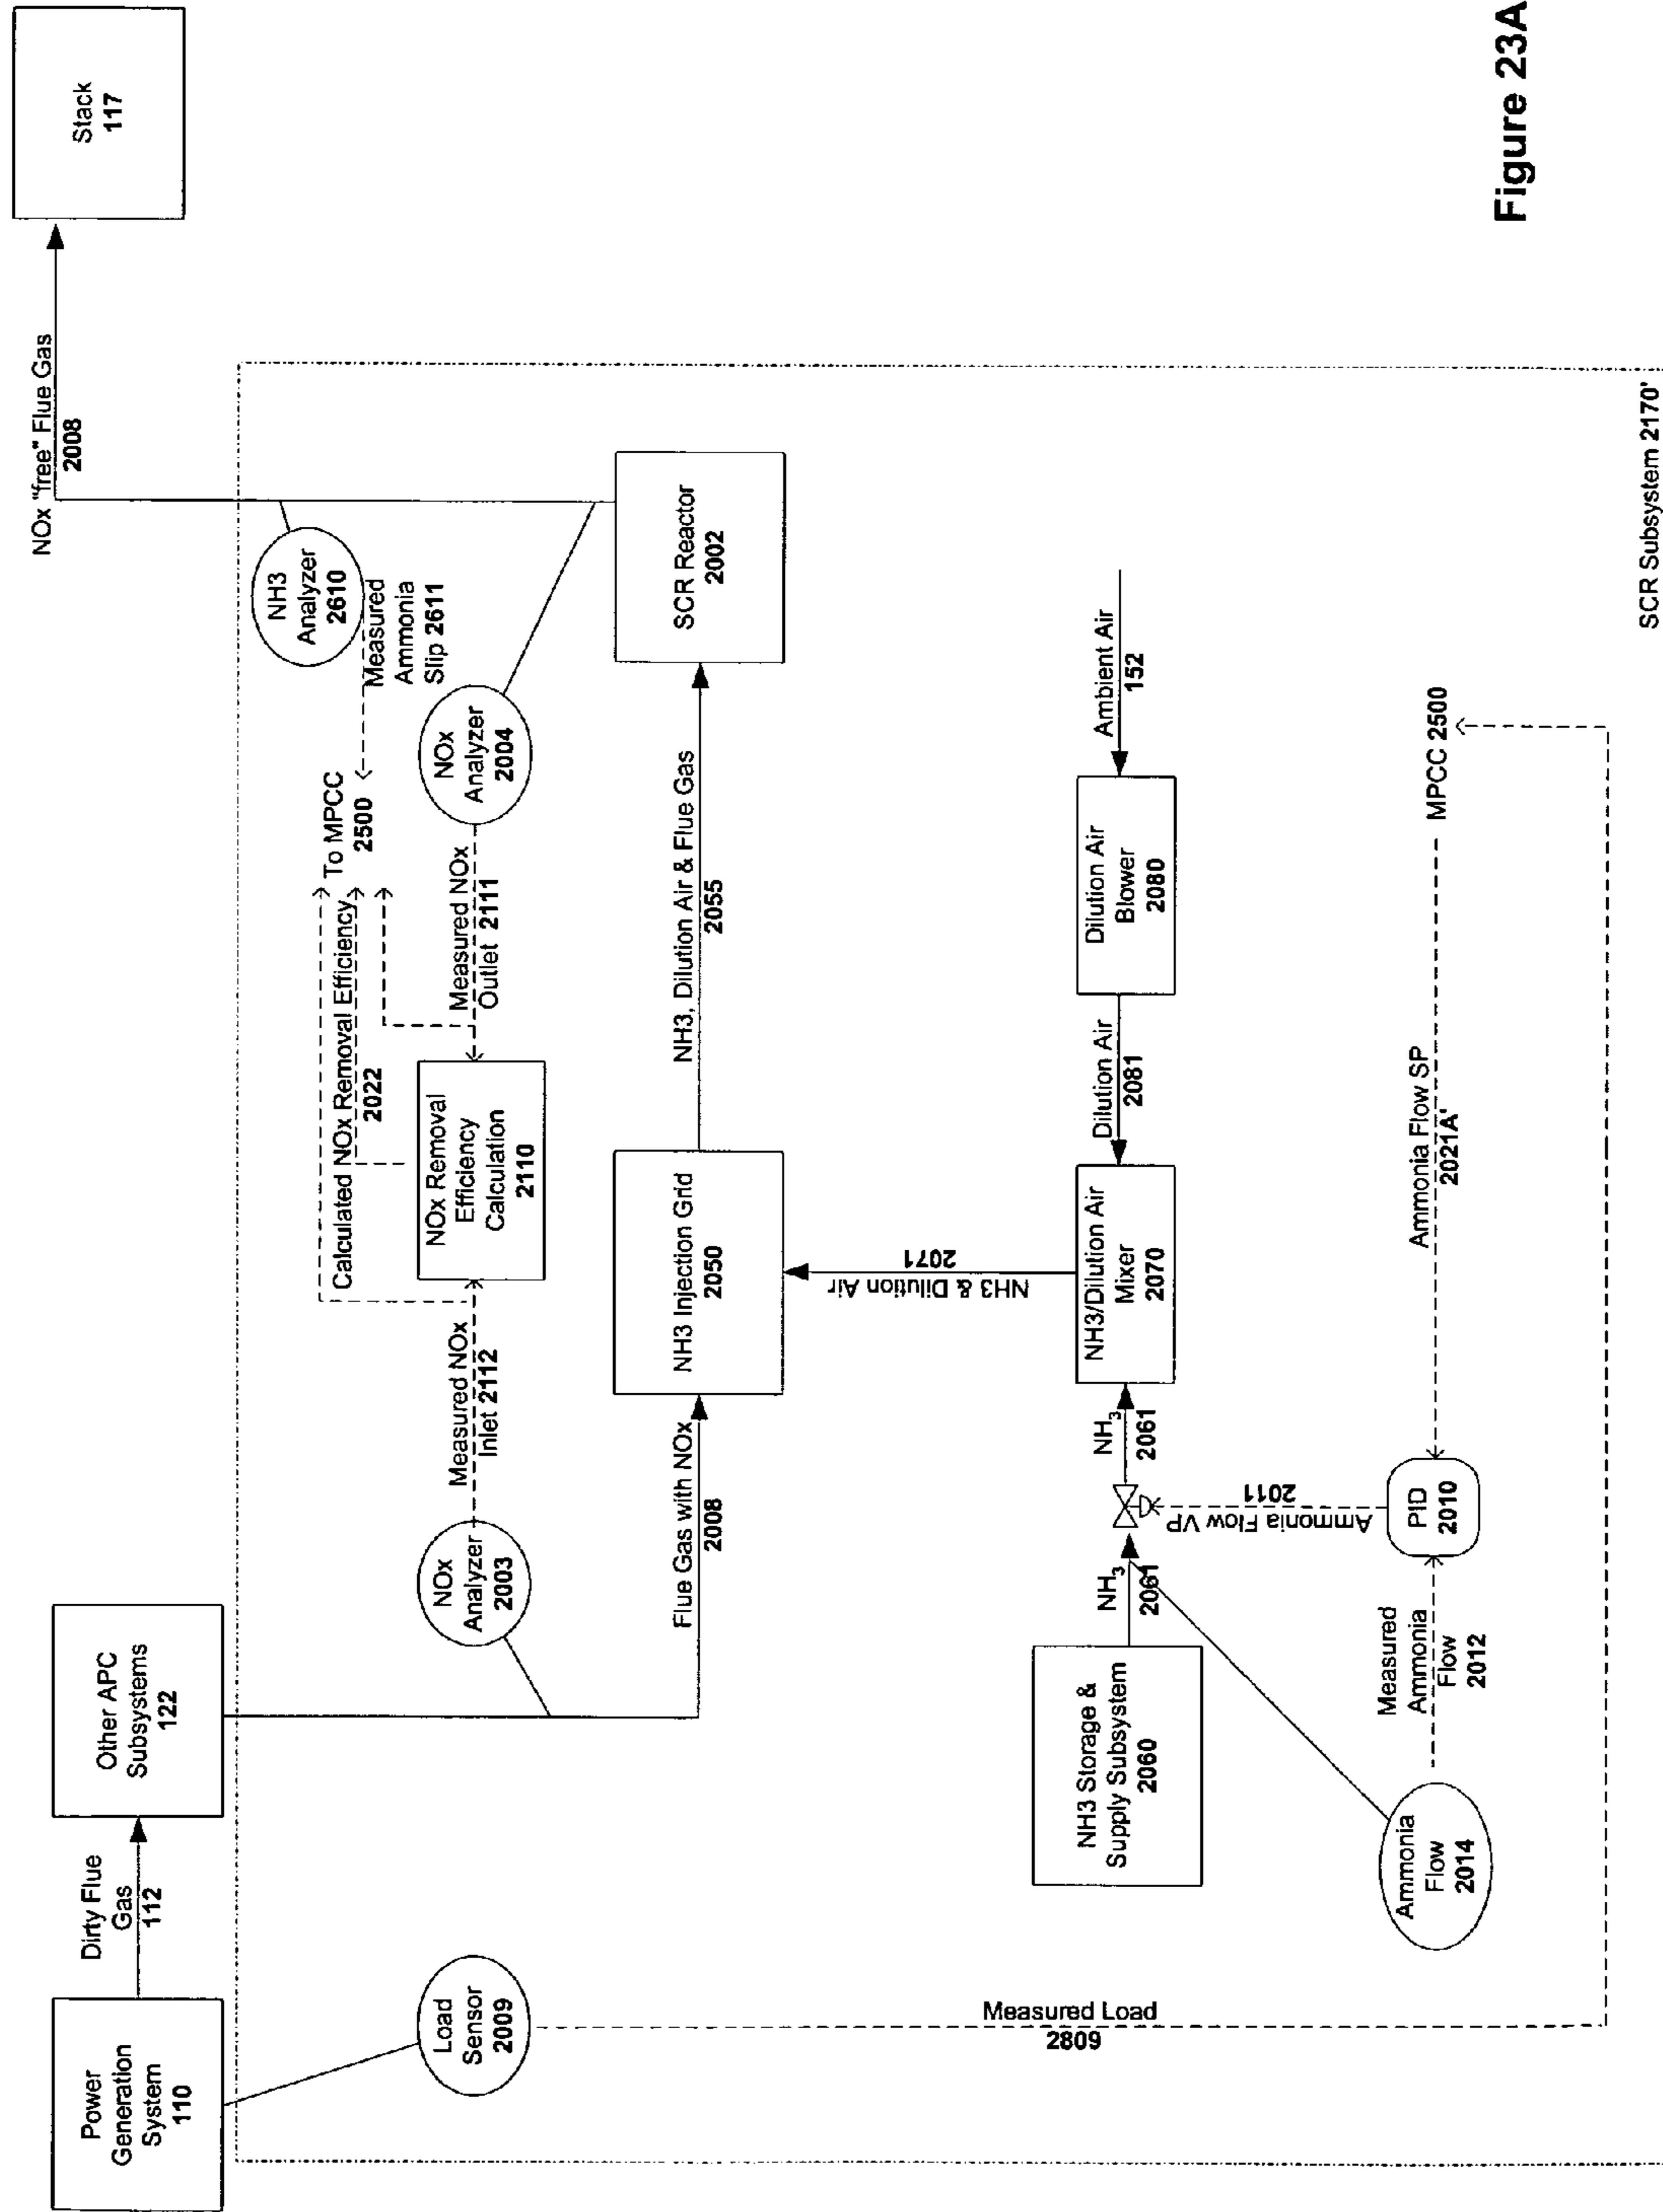 Power
Generation
System
110
Dirty Flue
Gas
112
Other APC
Subsystems
122
NOx "free" Flue Gas
2008
Stack
117
Load
Sensor
2009
NOx
Analyzer
2003
Measured NOx
Inlet 2112
Calculated NOx Removal Efficiency
2022
NOx Removal
Efficiency
Calculation
2110
To MPCC
2500
Measured NOx
Outlet 2111
NOx
Analyzer
2004
NH3
Analyzer
2610
Measured
Ammonia
Slip 2611
Flue Gas with NOx
2008
NH3 Injection Grid
2050
NH3, Dilution Air & Flue Gas
2055
SCR Reactor
2002
NH3 & Dilution Air
2071
NH3 Storage &
Supply Subsystem
2060
NH₃
2061
NH₃
2061
NH3/Dilution Air
Mixer
2070
Dilution Air
2081
Dilution Air
Blower
2080
Ambient Air
152
Ammonia Flow VP
2011
Ammonia
Flow
2014
Measured
Ammonia
Flow
2012
PID
2010
Ammonia Flow SP
2021A'
MPCC 2500
Measured Load
2809
SCR Subsystem 2170'
Figure 23A